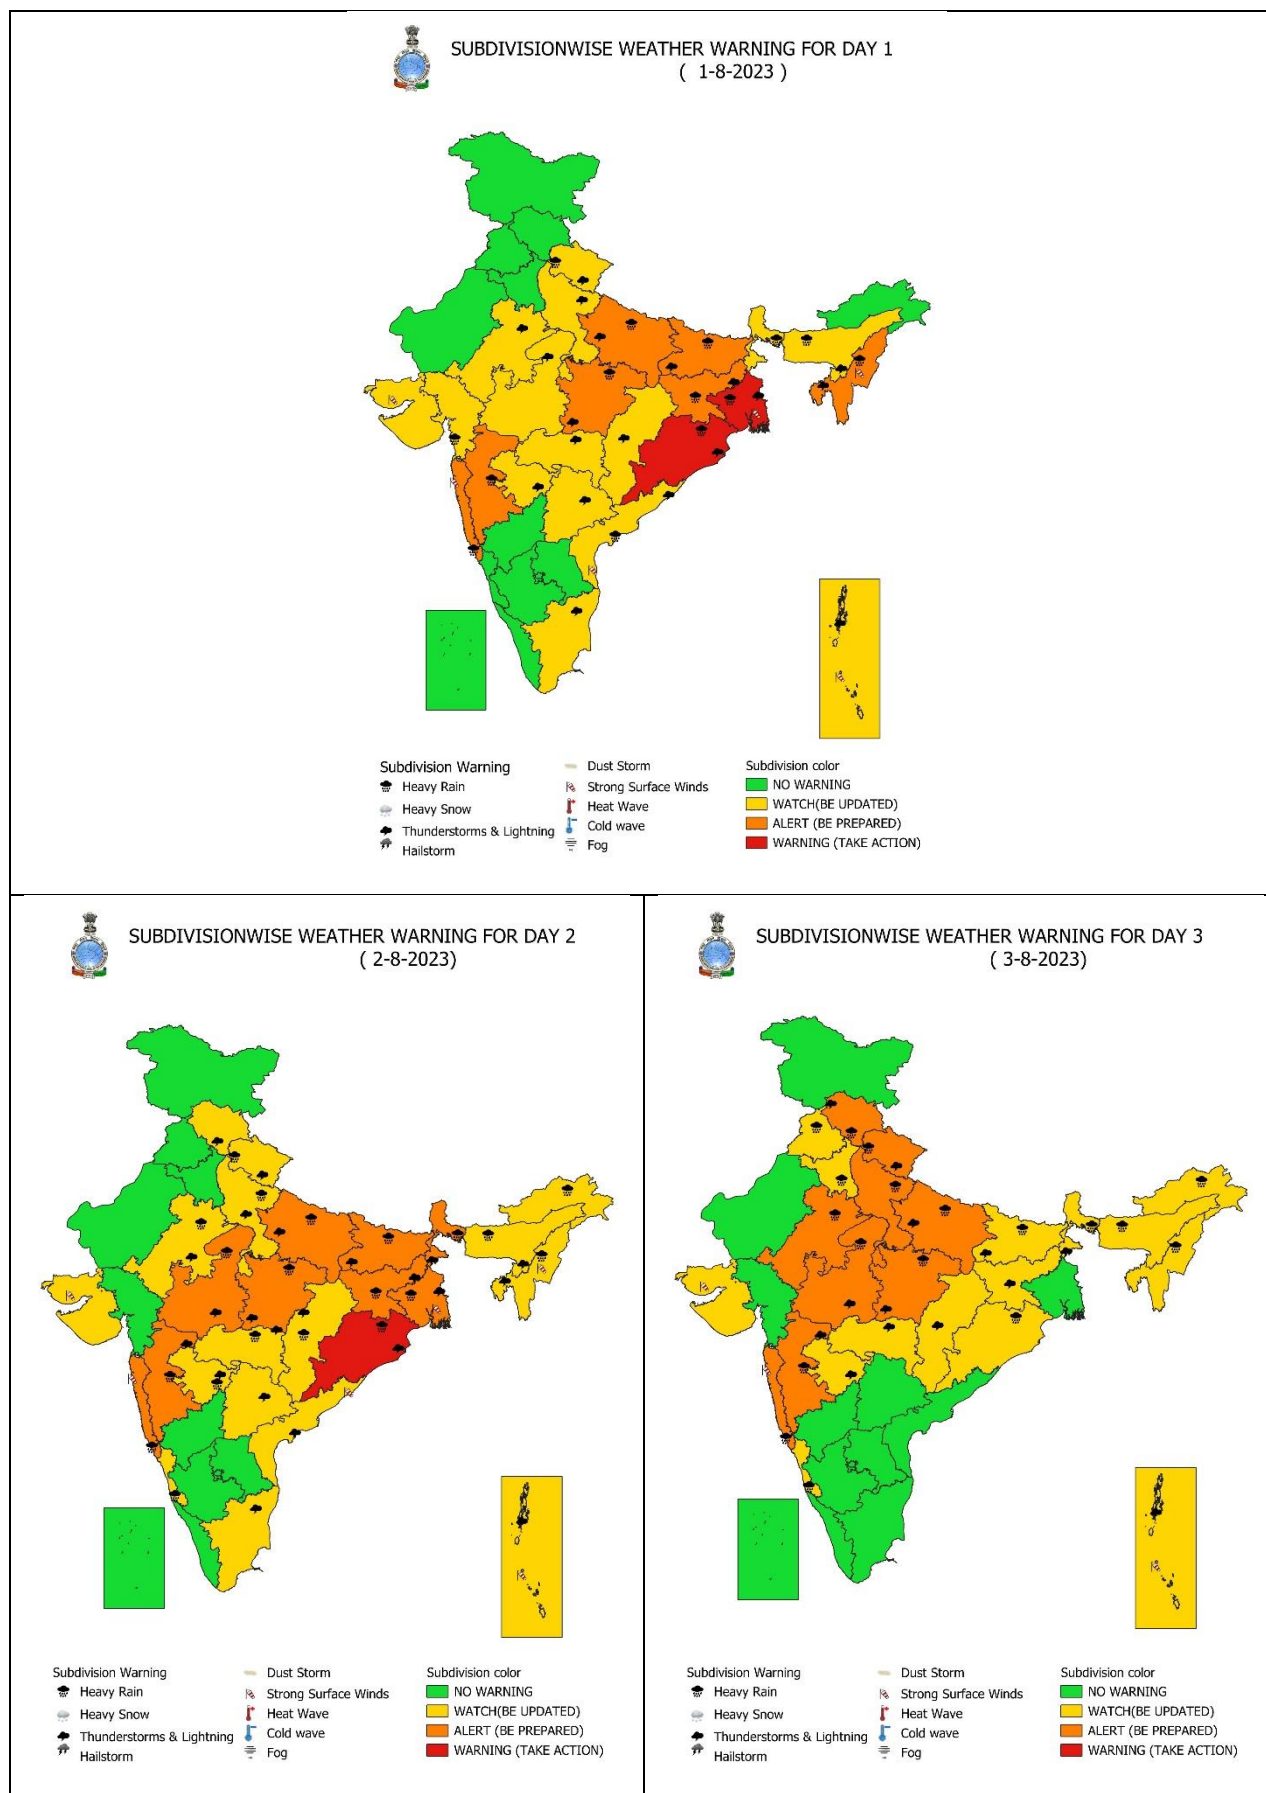 SUBDIVISIONWISE WEATHER WARNING FOR DAY 1
( 1-8-2023 )
Subdivision Warning
Heavy Rain
Heavy Snow
Thunderstorms & Lightning
Hailstorm
Dust Storm
Strong Surface Winds
Heat Wave
Cold wave
Fog
Subdivision color
NO WARNING
WATCH(BE UPDATED)
ALERT (BE PREPARED)
WARNING (TAKE ACTION)
SUBDIVISIONWISE WEATHER WARNING FOR DAY 2
( 2-8-2023)
Subdivision Warning
Heavy Rain
Heavy Snow
Thunderstorms & Lightning
Hailstorm
Dust Storm
Strong Surface Winds
Heat Wave
Cold wave
Fog
Subdivision color
NO WARNING
WATCH(BE UPDATED)
ALERT (BE PREPARED)
WARNING (TAKE ACTION)
SUBDIVISIONWISE WEATHER WARNING FOR DAY 3
( 3-8-2023)
Subdivision Warning
Heavy Rain
Heavy Snow
Thunderstorms & Lightning
Hailstorm
Dust Storm
Strong Surface Winds
Heat Wave
Cold wave
Fog
Subdivision color
NO WARNING
WATCH(BE UPDATED)
ALERT (BE PREPARED)
WARNING (TAKE ACTION)